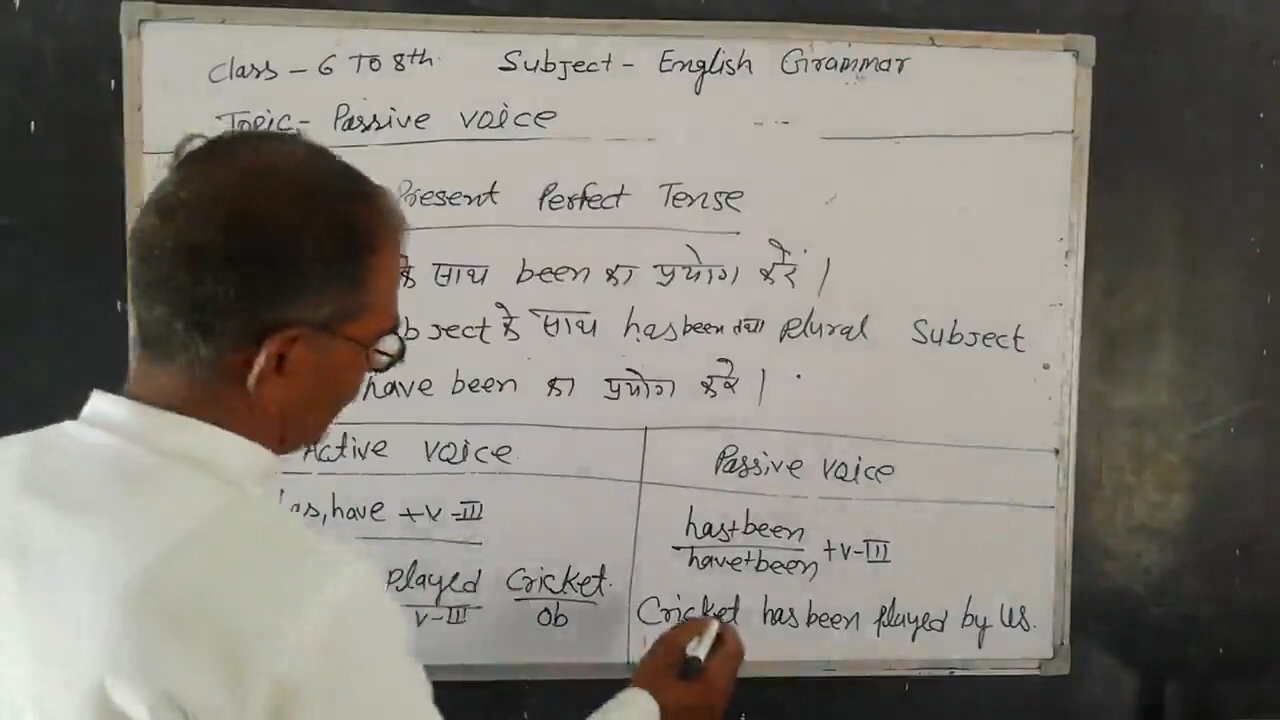 Class - 6 TO 8th. Subject - English Grammar
Topic - Passive voice
Present Perfect Tense
के साथ been का प्रयोग करें।
के साथ has been तथा plural Subject
have been का प्रयोग करे।
Active voice
Passive voice
has, have + V-III
has+been
have+been + V-III
played Cricket.
V-III Ob
Cricket has been played by us.